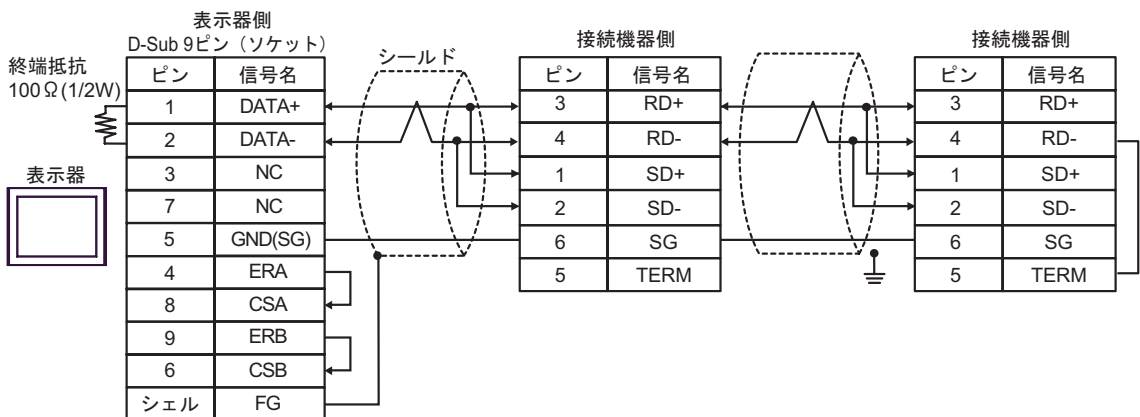 表示器側
D-Sub 9ピン（ソケット）
終端抵抗
100Ω(1/2W)
表示器
シールド
ピン 信号名
1 DATA+
2 DATA-
3 NC
7 NC
5 GND(SG)
4 ERA
8 CSA
9 ERB
6 CSB
シェル FG
接続機器側
ピン 信号名
3 RD+
4 RD-
1 SD+
2 SD-
6 SG
5 TERM
接続機器側
ピン 信号名
3 RD+
4 RD-
1 SD+
2 SD-
6 SG
5 TERM